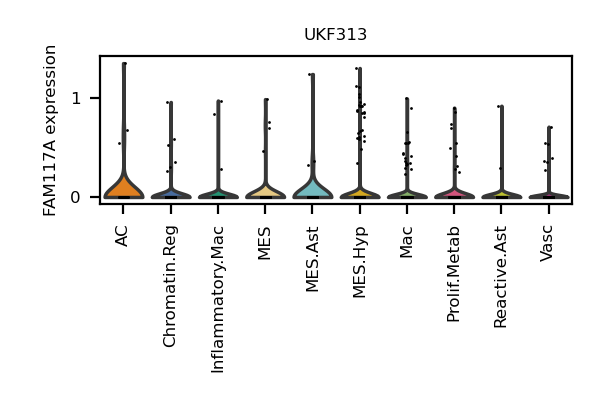 UKF313
FAM117A expression
1
0
AC
Chromatin.Reg
Inflammatory.Mac
MES
MES.Ast
MES.Hyp
Mac
Prolif.Metab
Reactive.Ast
Vasc